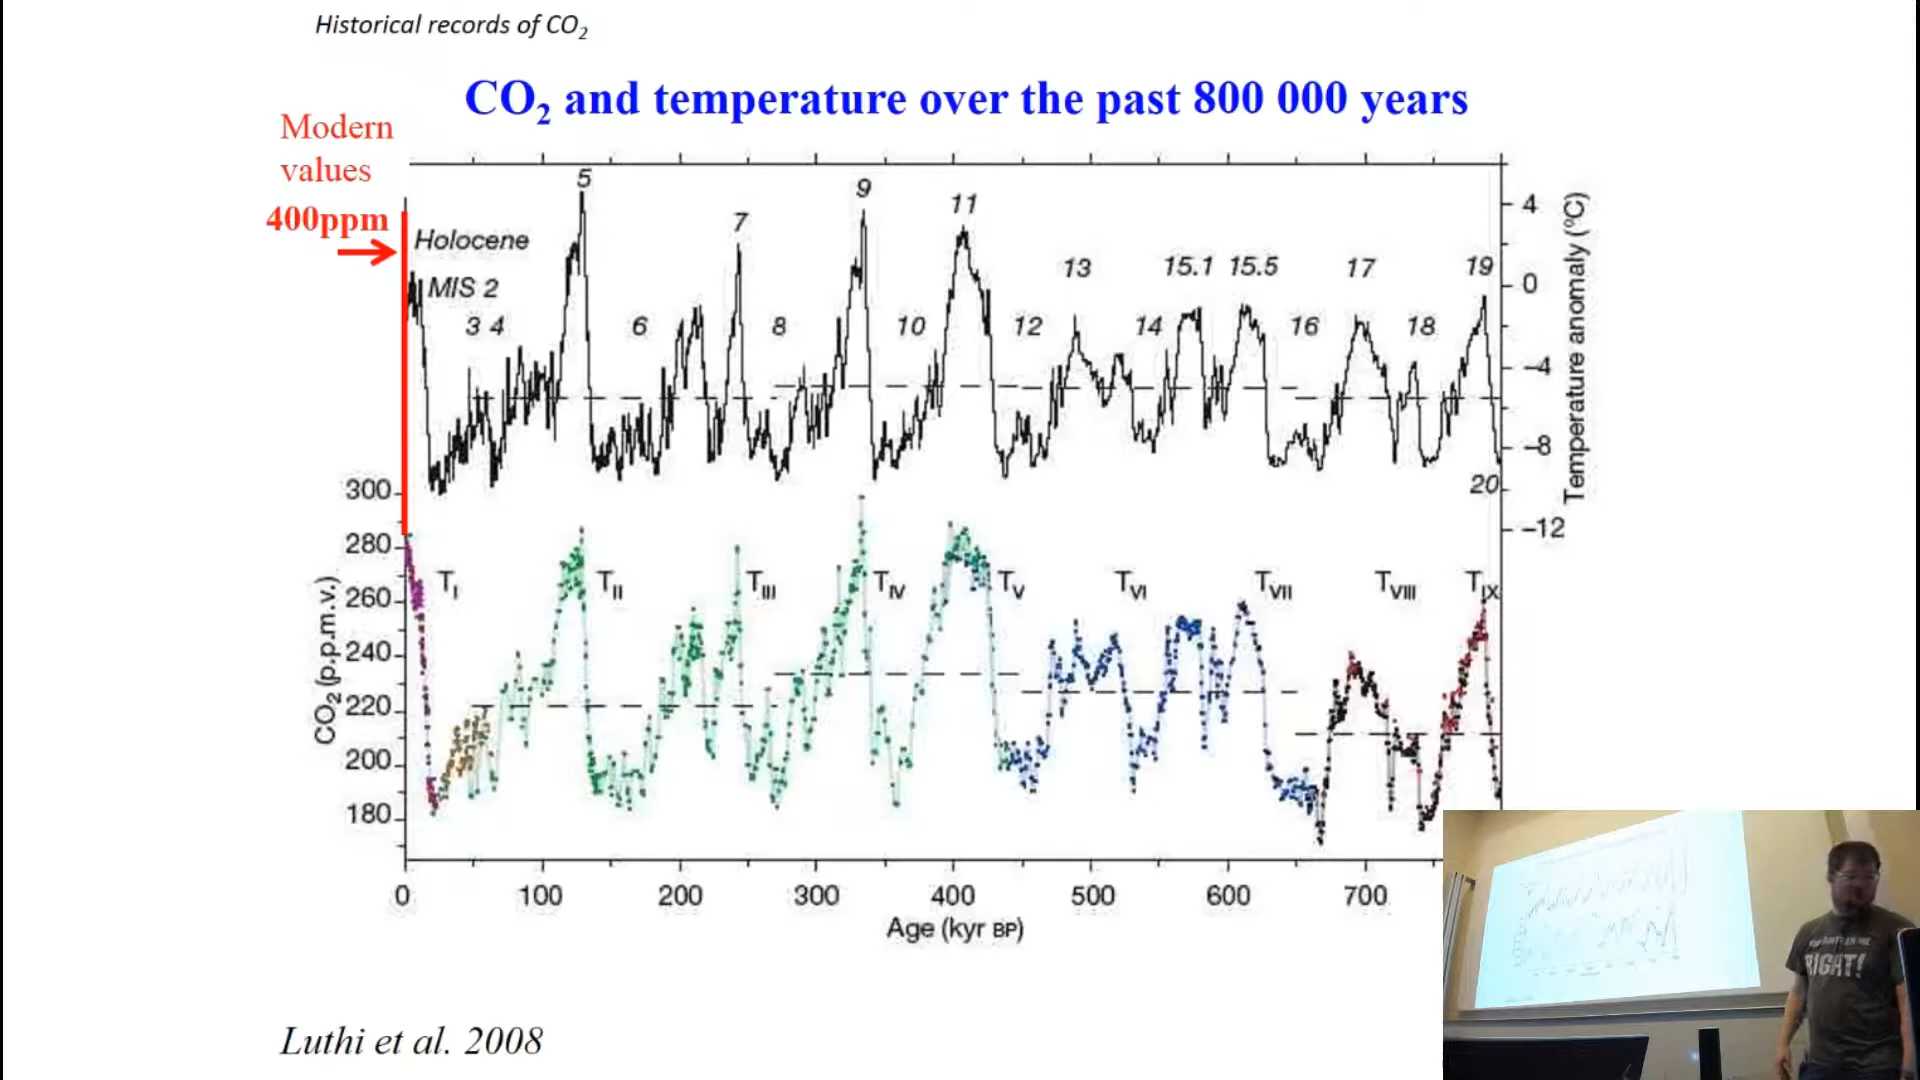 Historical records of CO2
CO2 and temperature over the past 800 000 years
Modern
values
400ppm
Holocene
MIS 2
3 4
5
6
7
8
9
10
11
12
13
14
15.1
15.5
16
17
18
19
20
4
0
–4
–8
–12
Temperature anomaly (°C)
300
280
260
240
220
200
180
CO2 (p.p.m.v.)
TI
TII
TIII
TIV
TV
TVI
TVII
TVIII
TIX
0 100 200 300 400 500 600 700
Age (kyr BP)
Luthi et al. 2008
RIGHT!